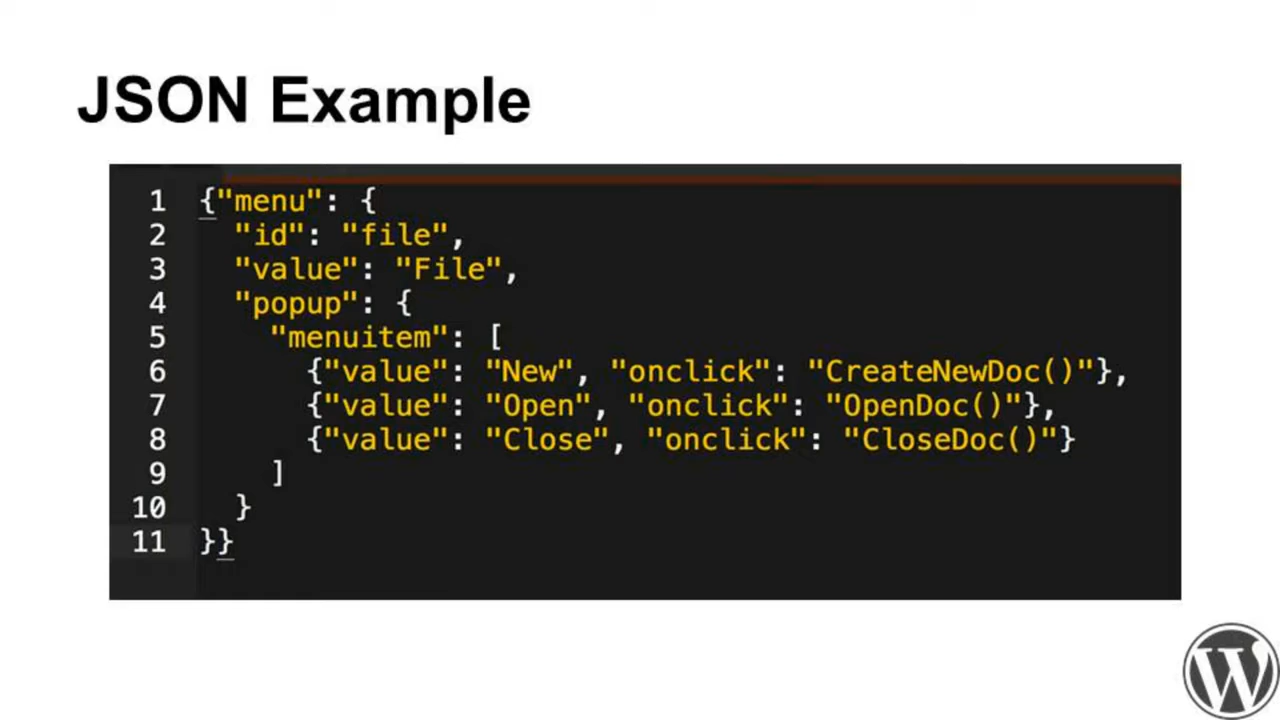 JSON Example
1 {"menu": {
2   "id": "file",
3   "value": "File",
4   "popup": {
5     "menuitem": [
6       {"value": "New", "onclick": "CreateNewDoc()"},
7       {"value": "Open", "onclick": "OpenDoc()"},
8       {"value": "Close", "onclick": "CloseDoc()"}
9     ]
10   }
11 }}
W